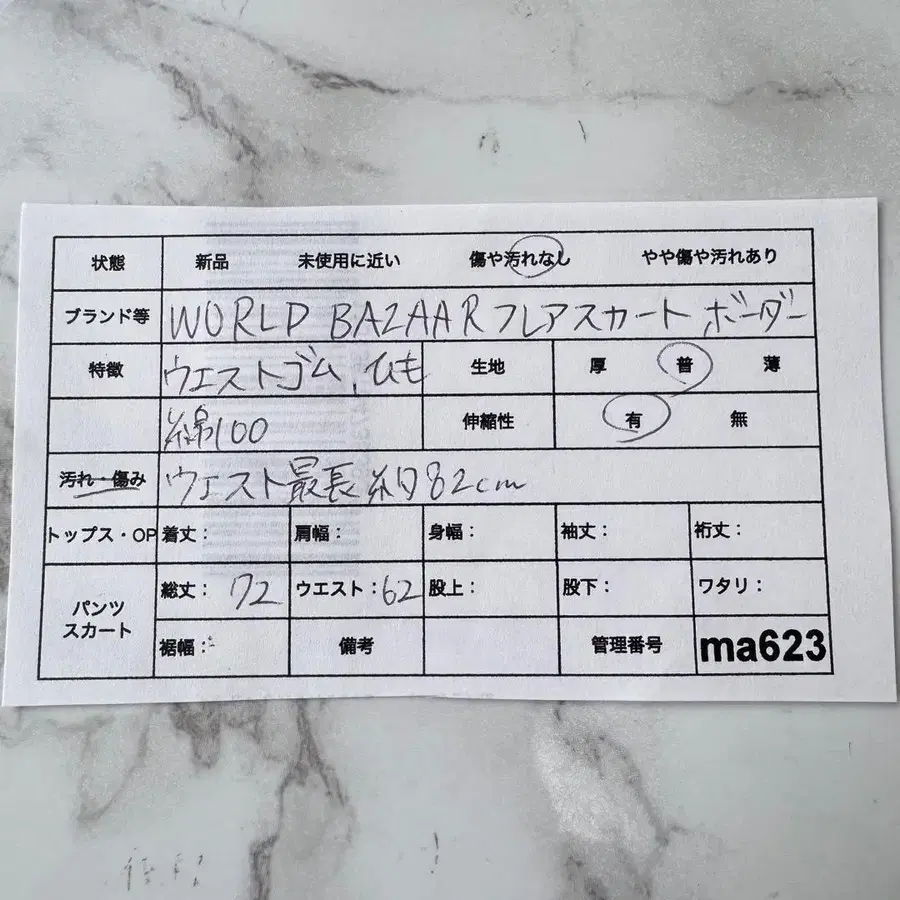 状態 新品 未使用に近い 傷や汚れなし やや傷や汚れあり
ブランド等 WORLD BAZAAR フレアスカート ボーダー
特徴 ウエストゴム、ひも 生地 厚 普 薄
綿100 伸縮性 有 無
汚れ・傷み ウエスト最長 約82cm
トップス・OP 着丈: 肩幅: 身幅: 袖丈: 裄丈:
パンツ スカート 総丈: 72 ウエスト:62 股上: 股下: ワタリ:
裾幅: 備考 管理番号 ma623